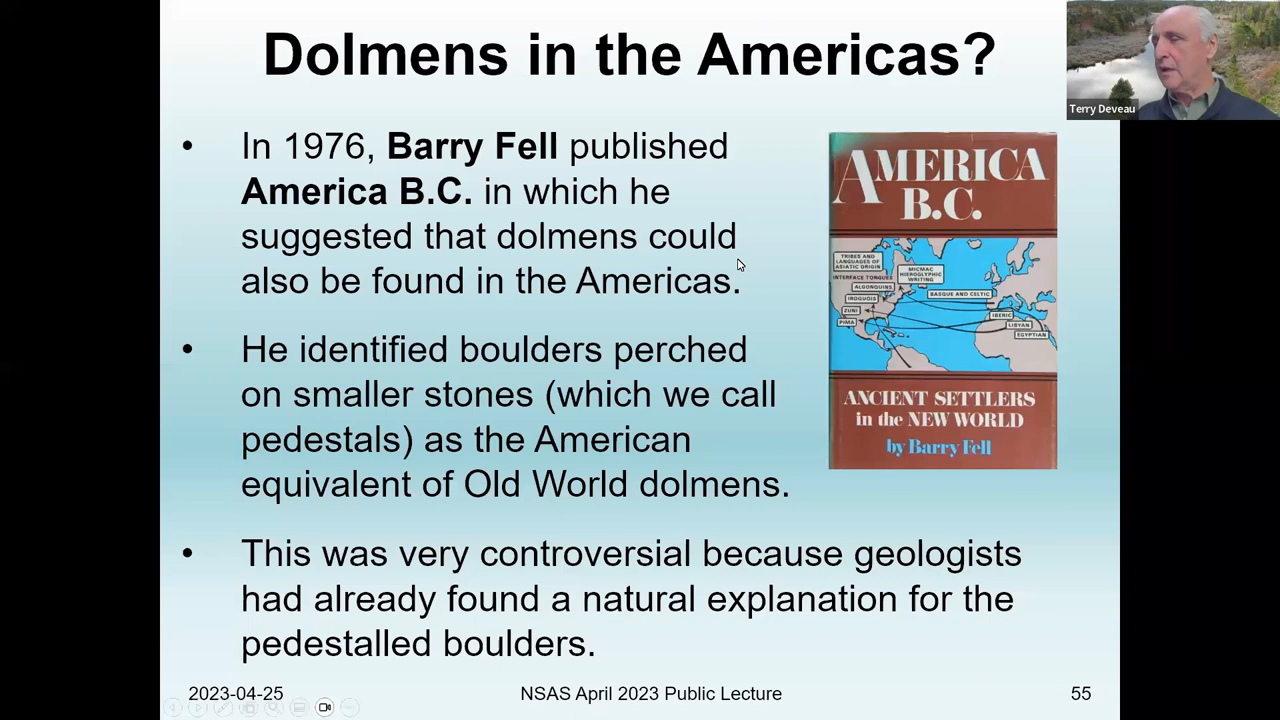 Dolmens in the Americas?
Terry Deveau
• In 1976, Barry Fell published
America B.C. in which he
suggested that dolmens could
also be found in the Americas.
• He identified boulders perched
on smaller stones (which we call
pedestals) as the American
equivalent of Old World dolmens.
• This was very controversial because geologists
had already found a natural explanation for the
pedestalled boulders.
AMERICA
B.C.
TRIBES AND
LANGUAGES OF
ASIATIC ORIGIN
MICMAC
HIEROGLYPHIC
WRITING
INTERFACE TONGUES
ALGONQUINS
BASQUE AND CELTIC
IROQUOIS
ZUNI
PIMA
IBERIC
LIBYAN
EGYPTIAN
ANCIENT SETTLERS
in the NEW WORLD
by Barry Fell
2023-04-25
NSAS April 2023 Public Lecture
55